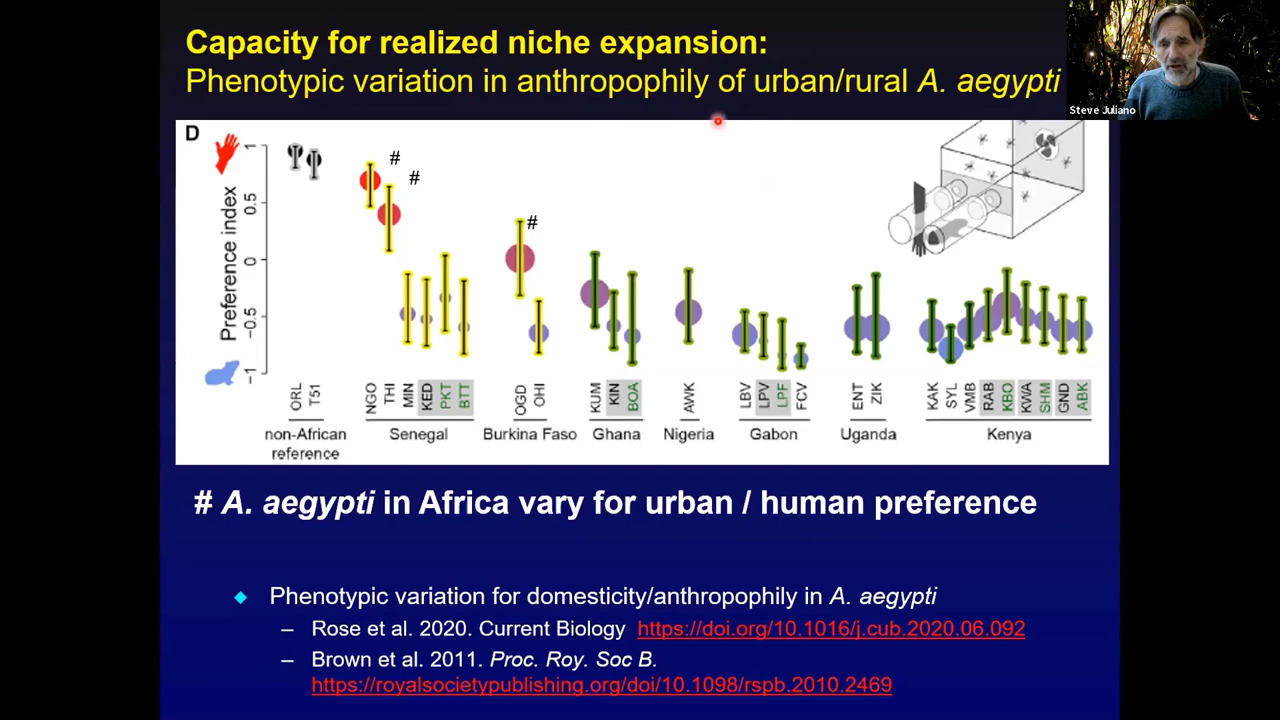 Capacity for realized niche expansion:
Phenotypic variation in anthropophily of urban/rural A. aegypti
Steve Juliano
D
Preference index
1
0.5
0
−0.5
−1
#
#
#
ORL T51
NGO THI MIN KED PKT BTT
OGD OHI
KUM KIN BOA
AWK
LBV LPV LPF FCV
ENT ZIK
KAK SYL VMB RAB KBO KWA SHM GND ABK
non-African reference
Senegal
Burkina Faso
Ghana
Nigeria
Gabon
Uganda
Kenya
# A. aegypti in Africa vary for urban / human preference
◆ Phenotypic variation for domesticity/anthropophily in A. aegypti
– Rose et al. 2020. Current Biology https://doi.org/10.1016/j.cub.2020.06.092
– Brown et al. 2011. Proc. Roy. Soc B.
https://royalsocietypublishing.org/doi/10.1098/rspb.2010.2469